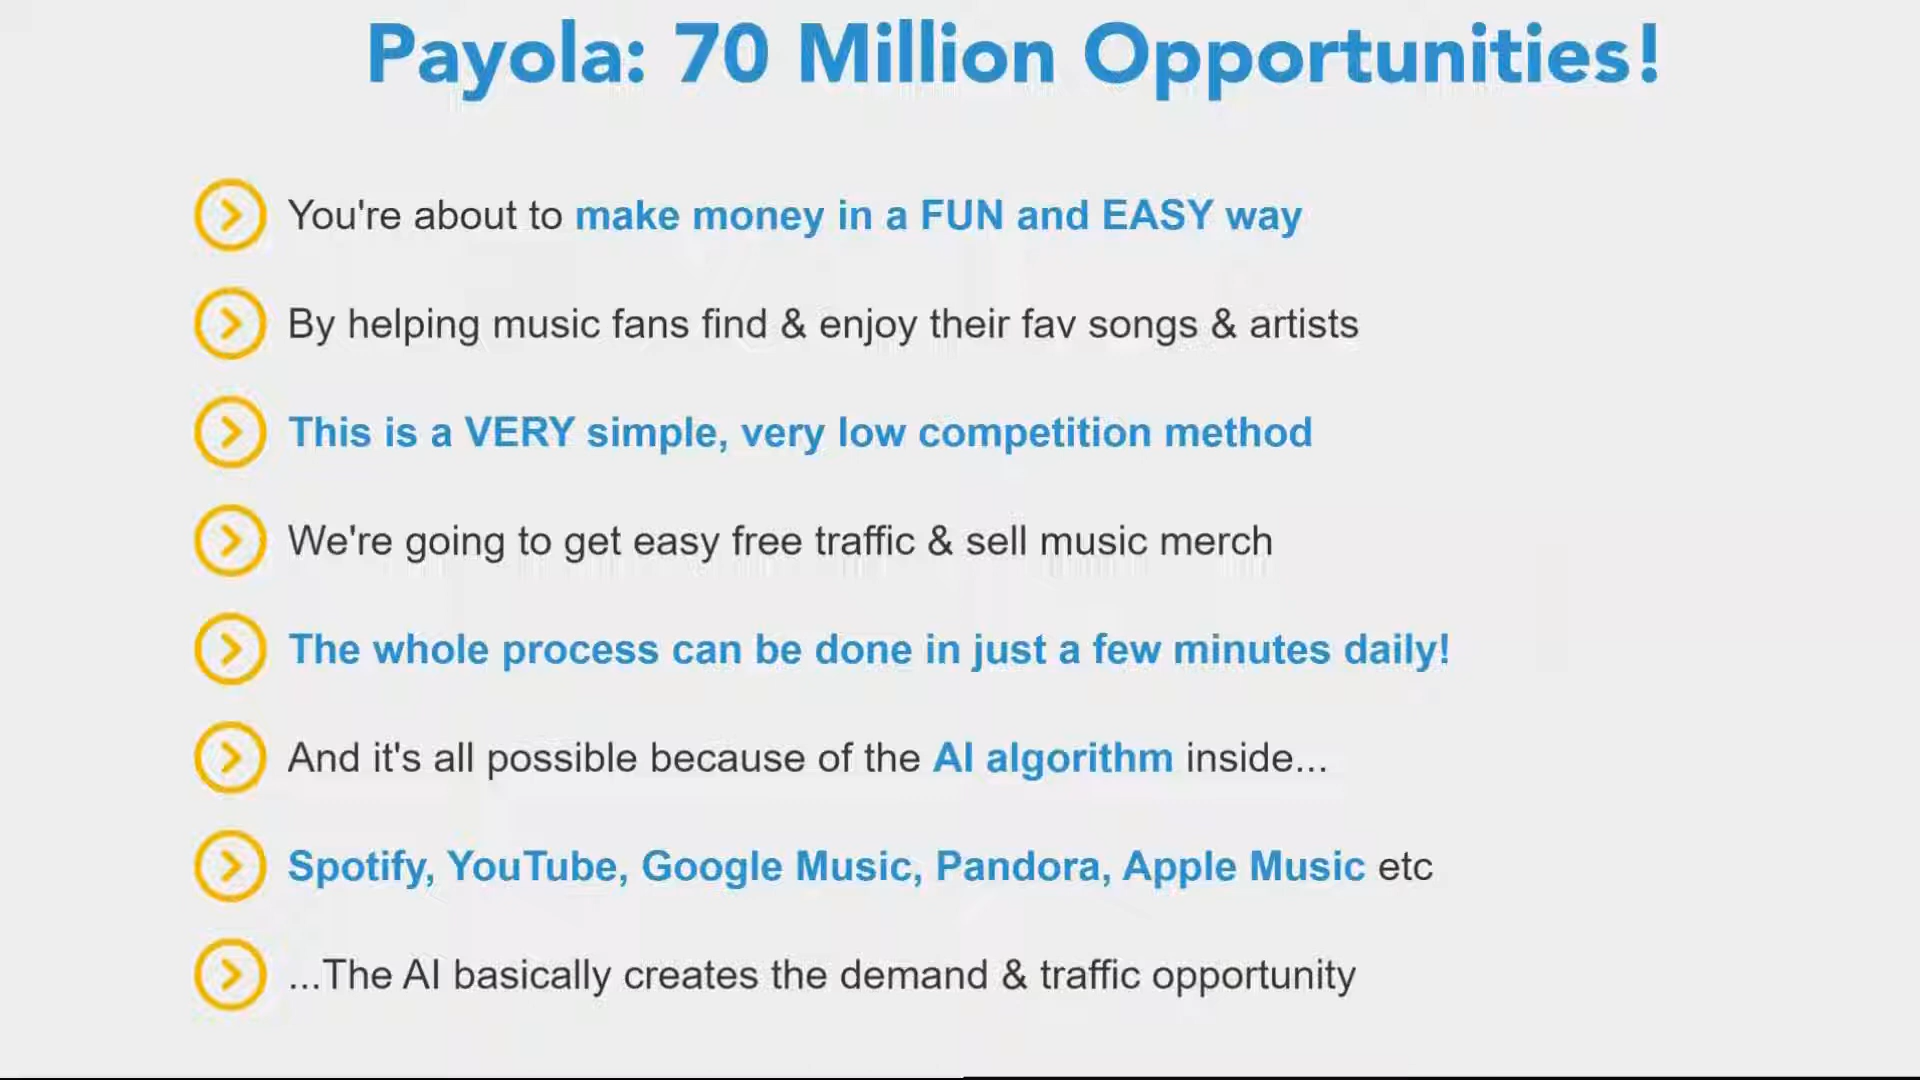 Payola: 70 Million Opportunities!
You're about to make money in a FUN and EASY way
By helping music fans find & enjoy their fav songs & artists
This is a VERY simple, very low competition method
We're going to get easy free traffic & sell music merch
The whole process can be done in just a few minutes daily!
And it's all possible because of the AI algorithm inside...
Spotify, YouTube, Google Music, Pandora, Apple Music etc
...The AI basically creates the demand & traffic opportunity